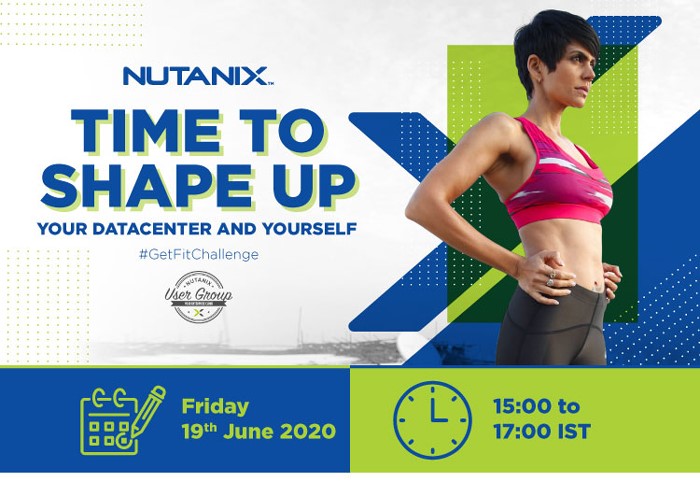 NUTANIX™
TIME TO
SHAPE UP
YOUR DATACENTER AND YOURSELF
#GetFitChallenge
NUTANIX
User Group
Friday
19th June 2020
15:00 to
17:00 IST